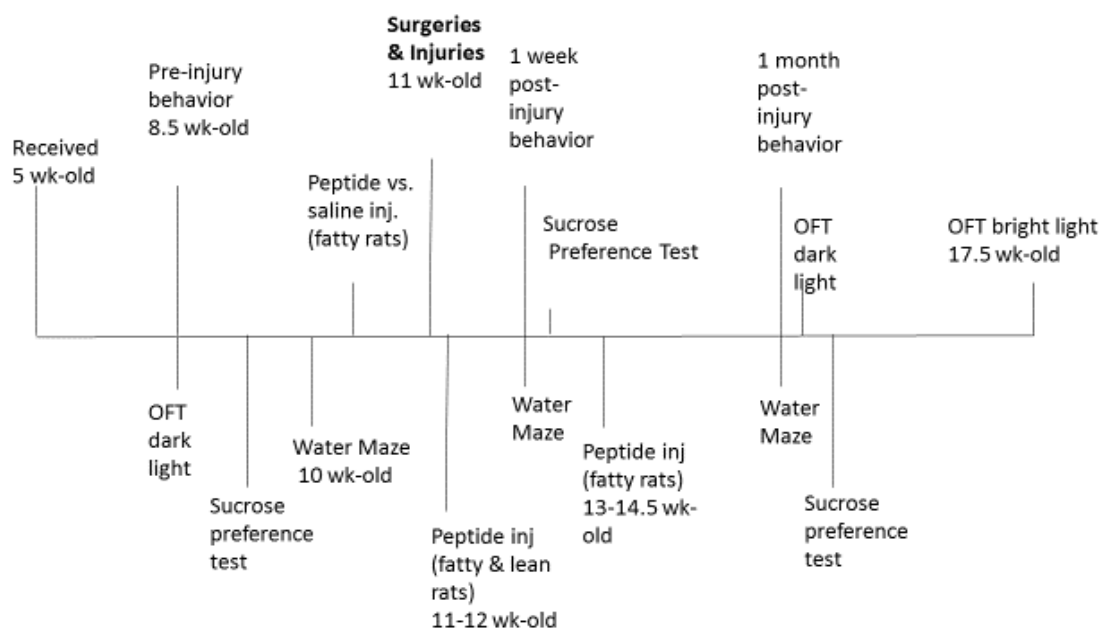 Received
5 wk-old
Pre-injury
behavior
8.5 wk-old
OFT
dark
light
Sucrose
preference
test
Water Maze
10 wk-old
Peptide vs.
saline inj.
(fatty rats)
Surgeries
& Injuries
11 wk-old
Peptide inj
(fatty & lean
rats)
11-12 wk-old
1 week
post-
injury
behavior
Water
Maze
Sucrose
Preference Test
Peptide inj
(fatty rats)
13-14.5 wk-
old
1 month
post-
injury
behavior
Water
Maze
OFT
dark
light
Sucrose
preference
test
OFT bright light
17.5 wk-old